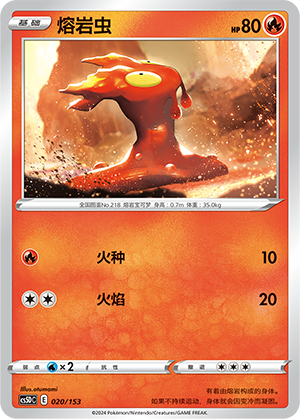 基础 熔岩虫 HP80
全国图鉴No.218 熔岩宝可梦 身高:0.7m 体重:35.0kg
火种 10
火焰 20
弱点 ×2 抵抗 撤退
Illus.otumami
cs5DC E 020/153
有着由熔岩构成的身体。
如果不持续运动,身体就会因变冷而凝固。
©2024 Pokémon/Nintendo/Creatures/GAME FREAK.